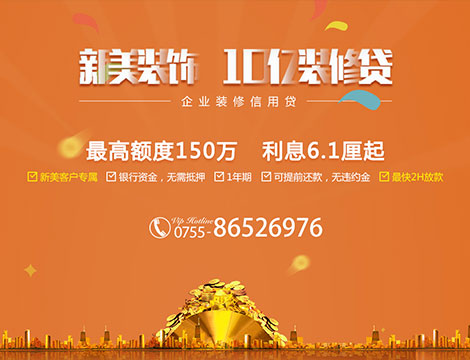 新美装饰 10亿装修贷
企业装修信用贷
最高额度150万 利息6.1厘起
新美客户专属 银行资金，无需抵押 1年期 可提前还款，无违约金 最快2H放款
Vip Hotline
0755-86526976